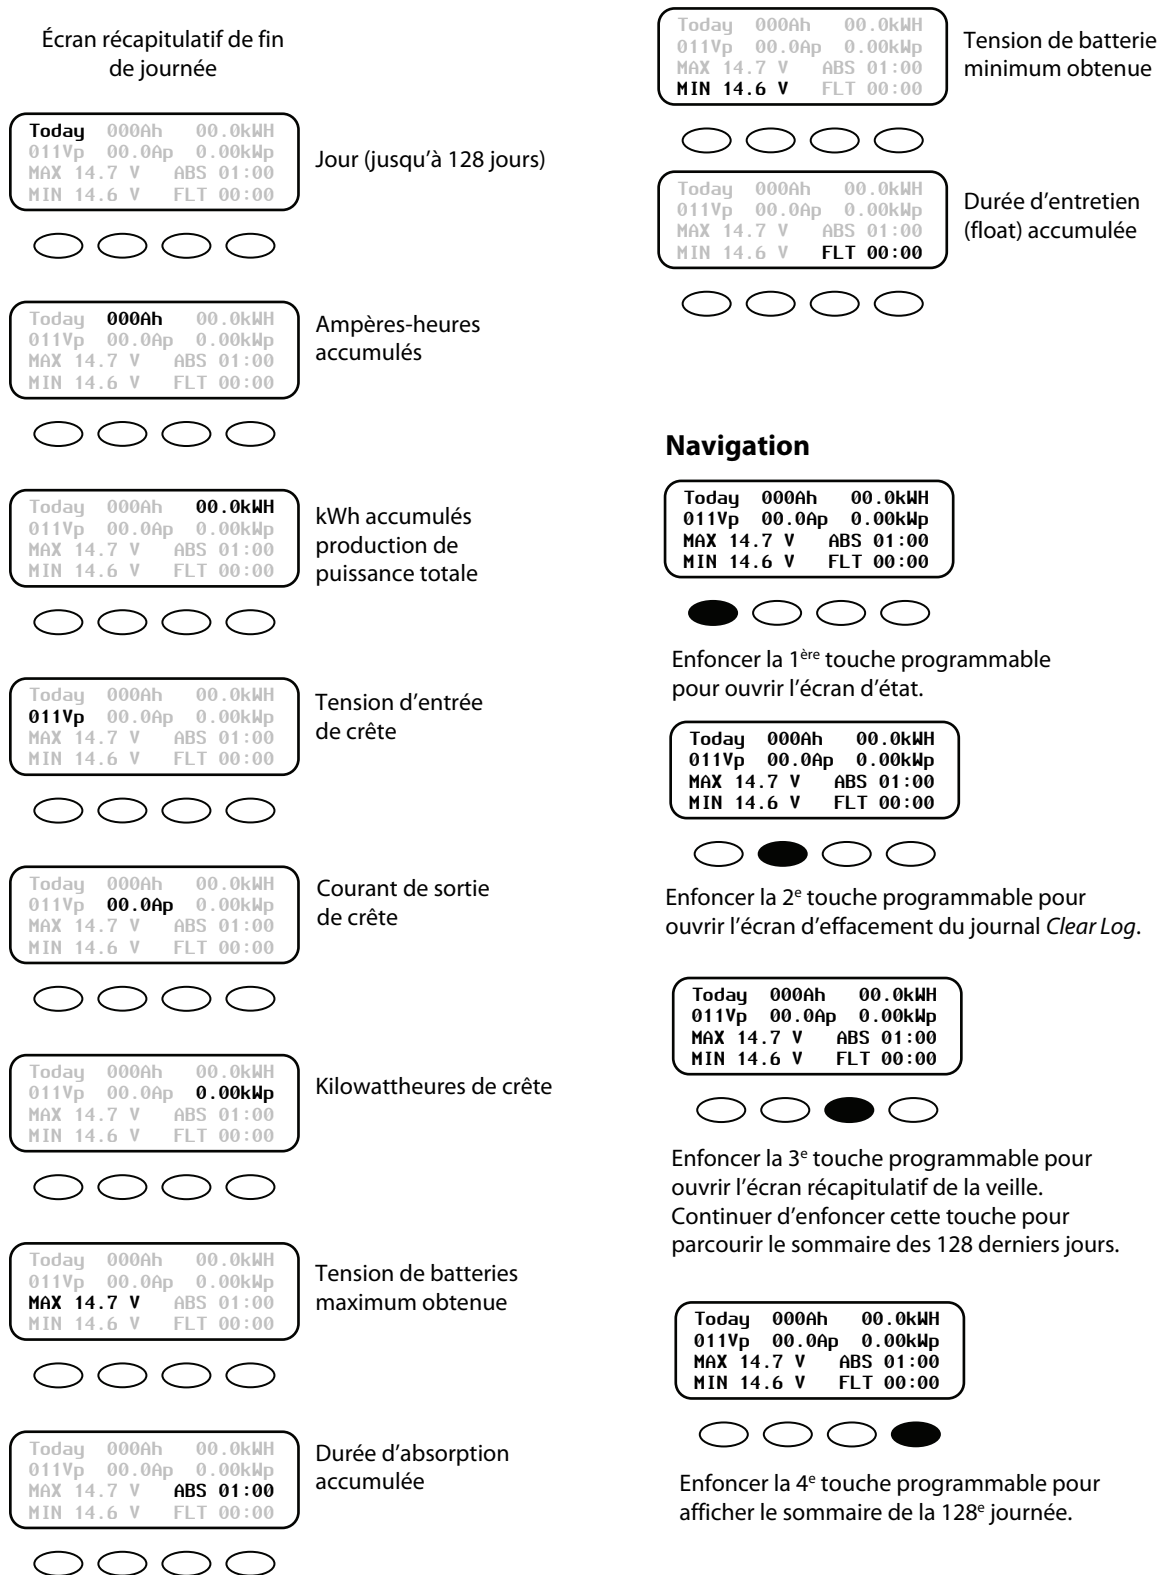 Écran récapitulatif de fin
de journée
Today 000Ah 00.0kWH
011Vp 00.0Ap 0.00kWp
MAX 14.7 V ABS 01:00
MIN 14.6 V FLT 00:00
Jour (jusqu'à 128 jours)
Today 000Ah 00.0kWH
011Vp 00.0Ap 0.00kWp
MAX 14.7 V ABS 01:00
MIN 14.6 V FLT 00:00
Ampères-heures
accumulés
Today 000Ah 00.0kWH
011Vp 00.0Ap 0.00kWp
MAX 14.7 V ABS 01:00
MIN 14.6 V FLT 00:00
kWh accumulés
production de
puissance totale
Today 000Ah 00.0kWH
011Vp 00.0Ap 0.00kWp
MAX 14.7 V ABS 01:00
MIN 14.6 V FLT 00:00
Tension d'entrée
de crête
Today 000Ah 00.0kWH
011Vp 00.0Ap 0.00kWp
MAX 14.7 V ABS 01:00
MIN 14.6 V FLT 00:00
Courant de sortie
de crête
Today 000Ah 00.0kWH
011Vp 00.0Ap 0.00kWp
MAX 14.7 V ABS 01:00
MIN 14.6 V FLT 00:00
Kilowattheures de crête
Today 000Ah 00.0kWH
011Vp 00.0Ap 0.00kWp
MAX 14.7 V ABS 01:00
MIN 14.6 V FLT 00:00
Tension de batteries
maximum obtenue
Today 000Ah 00.0kWH
011Vp 00.0Ap 0.00kWp
MAX 14.7 V ABS 01:00
MIN 14.6 V FLT 00:00
Durée d'absorption
accumulée
Today 000Ah 00.0kWH
011Vp 00.0Ap 0.00kWp
MAX 14.7 V ABS 01:00
MIN 14.6 V FLT 00:00
Tension de batterie
minimum obtenue
Today 000Ah 00.0kWH
011Vp 00.0Ap 0.00kWp
MAX 14.7 V ABS 01:00
MIN 14.6 V FLT 00:00
Durée d'entretien
(float) accumulée
Navigation
Today 000Ah 00.0kWH
011Vp 00.0Ap 0.00kWp
MAX 14.7 V ABS 01:00
MIN 14.6 V FLT 00:00
Enfoncer la 1ère touche programmable
pour ouvrir l'écran d'état.
Today 000Ah 00.0kWH
011Vp 00.0Ap 0.00kWp
MAX 14.7 V ABS 01:00
MIN 14.6 V FLT 00:00
Enfoncer la 2e touche programmable pour
ouvrir l'écran d'effacement du journal Clear Log.
Today 000Ah 00.0kWH
011Vp 00.0Ap 0.00kWp
MAX 14.7 V ABS 01:00
MIN 14.6 V FLT 00:00
Enfoncer la 3e touche programmable pour
ouvrir l'écran récapitulatif de la veille.
Continuer d'enfoncer cette touche pour
parcourir le sommaire des 128 derniers jours.
Today 000Ah 00.0kWH
011Vp 00.0Ap 0.00kWp
MAX 14.7 V ABS 01:00
MIN 14.6 V FLT 00:00
Enfoncer la 4e touche programmable pour
afficher le sommaire de la 128e journée.